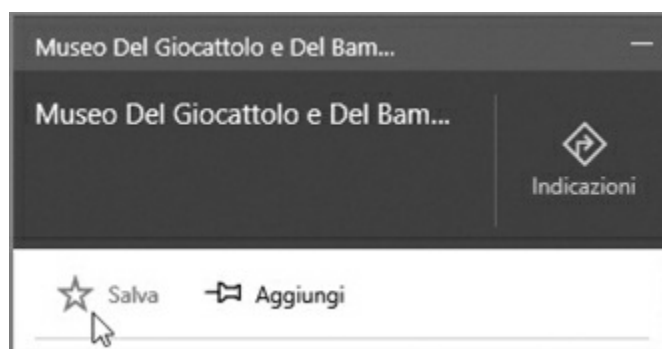 Museo Del Giocattolo e Del Bam...
Museo Del Giocattolo e Del Bam...
Indicazioni
Salva
Aggiungi